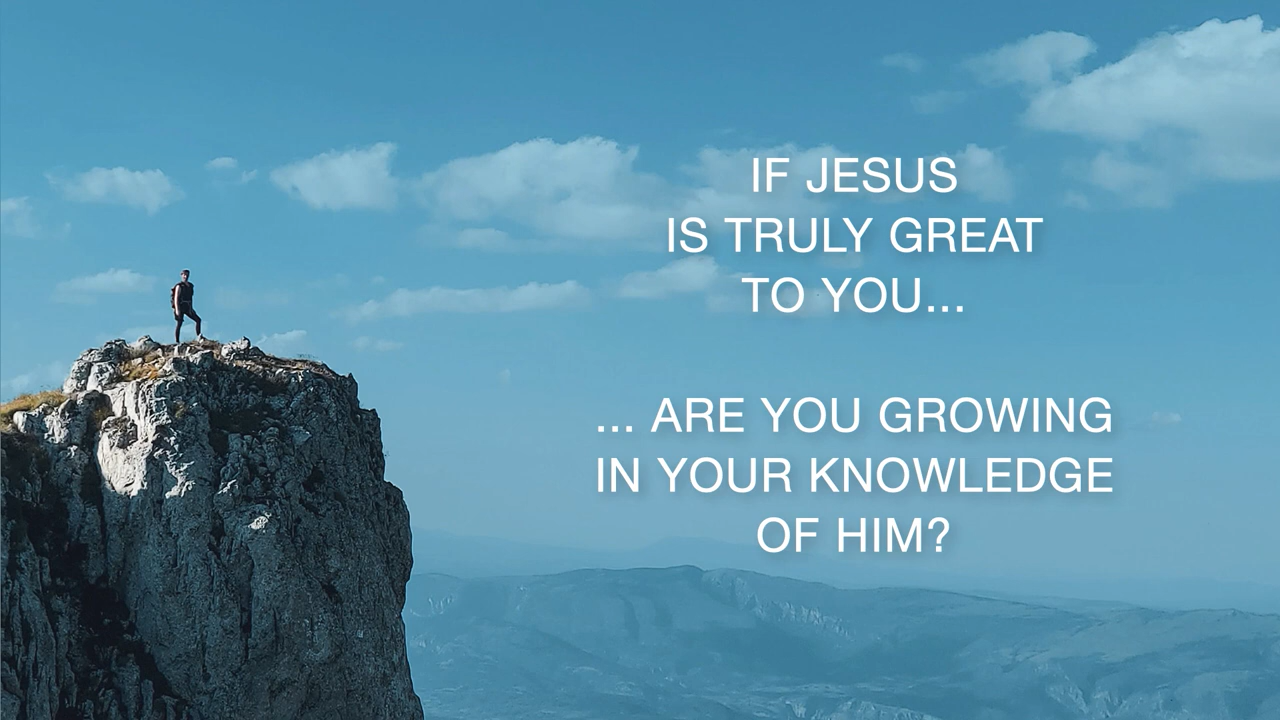 IF JESUS
IS TRULY GREAT
TO YOU...
... ARE YOU GROWING
IN YOUR KNOWLEDGE
OF HIM?